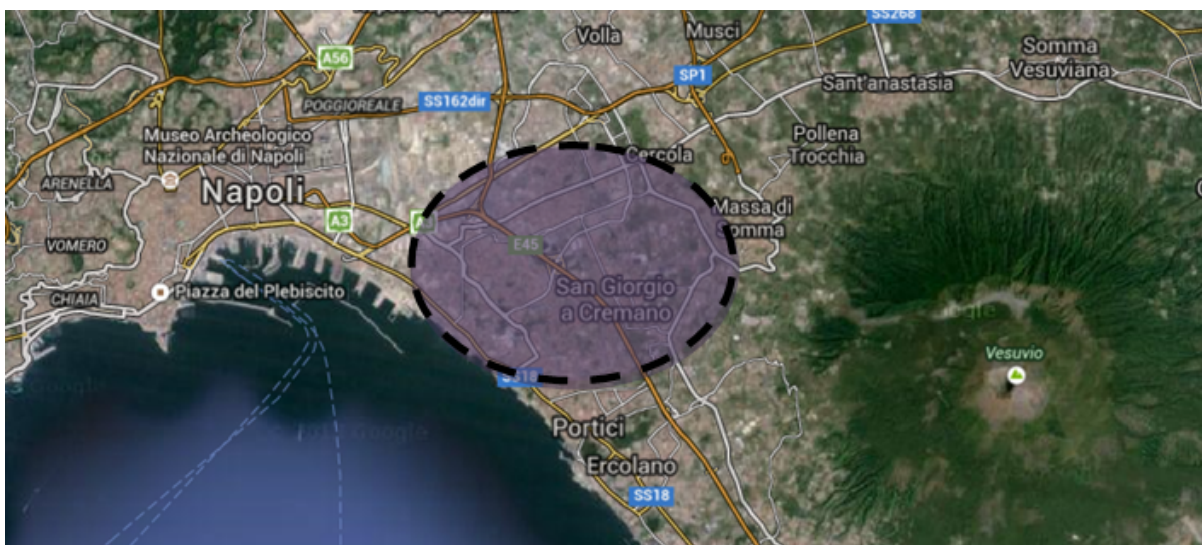 SS268
Volla
Musci
A56
Somma
Vesuviana
SP1
Sant'anastasia
SS162dir
POGGIOREALE
Museo Archeologico
Nazionale di Napoli
Pollena
Trocchia
Cercola
ARENELLA
Napoli
A3
Massa di
Somma
VOMERO
E45
San Giorgio
a Cremano
CHIAIA
Piazza del Plebiscito
Vesuvio
SS18
Google
Portici
Ercolano
SS18